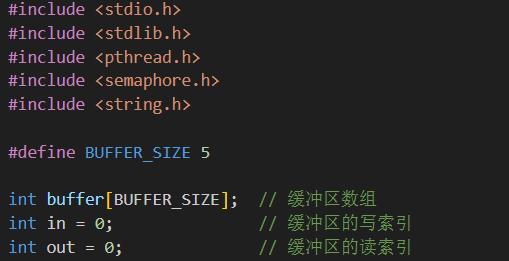 #include <stdio.h>
#include <stdlib.h>
#include <pthread.h>
#include <semaphore.h>
#include <string.h>
#define BUFFER_SIZE 5
int buffer[BUFFER_SIZE];  // 缓冲区数组
int in = 0;               // 缓冲区的写索引
int out = 0;              // 缓冲区的读索引